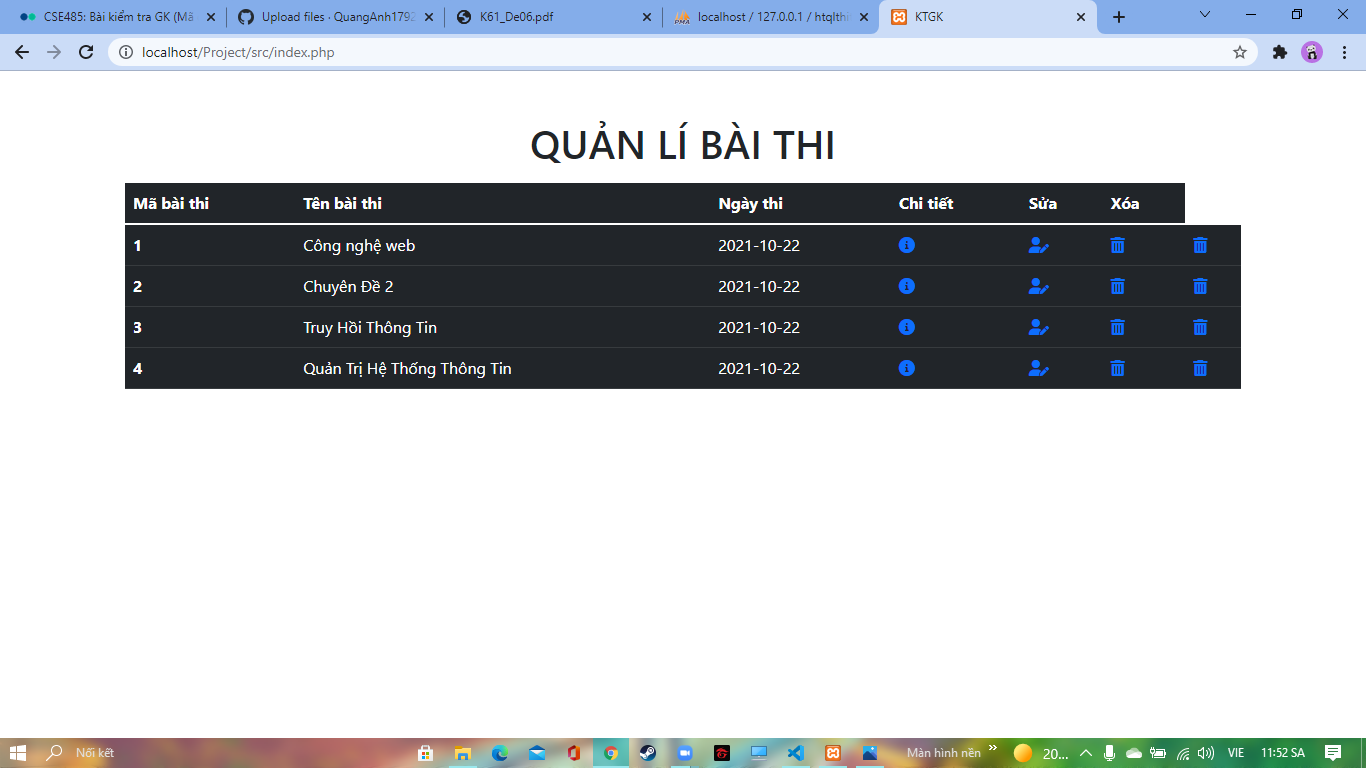 CSE485: Bài kiểm tra GK (Mã
Upload files · QuangAnh1792
K61_De06.pdf
localhost / 127.0.0.1 / htqlthi
KTGK
localhost/Project/src/index.php
QUẢN LÍ BÀI THI
Mã bài thi Tên bài thi Ngày thi Chi tiết Sửa Xóa
1 Công nghệ web 2021-10-22
2 Chuyên Đề 2 2021-10-22
3 Truy Hồi Thông Tin 2021-10-22
4 Quản Trị Hệ Thống Thông Tin 2021-10-22
Nối kết Màn hình nền 20... VIE 11:52 SA